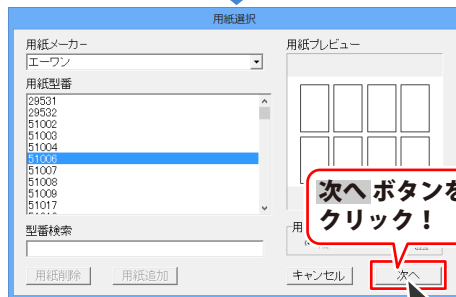 用紙選択
用紙メーカー
エーワン
用紙型番
29531
29532
51002
51003
51004
51006
51007
51008
51009
51017
型番検索
用紙削除
用紙追加
用紙プレビュー
次へ ボタンを
クリック！
用
キャンセル
次へ